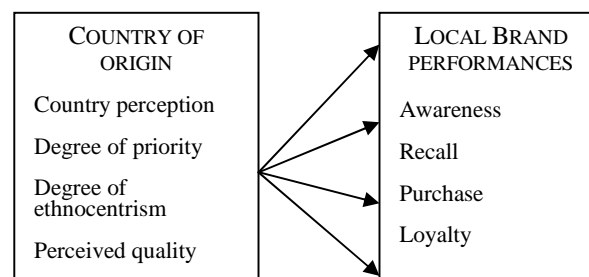 COUNTRY OF
ORIGIN
Country perception
Degree of priority
Degree of
ethnocentrism
Perceived quality
LOCAL BRAND
PERFORMANCES
Awareness
Recall
Purchase
Loyalty